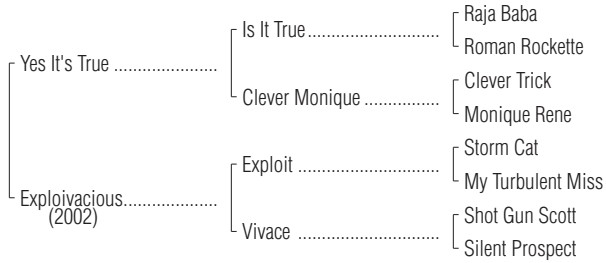 Raja Baba
Is It True
Roman Rockette
Yes It's True
Clever Trick
Clever Monique
Monique Rene
Storm Cat
Exploit
My Turbulent Miss
Exploivacious
(2002)
Shot Gun Scott
Vivace
Silent Prospect